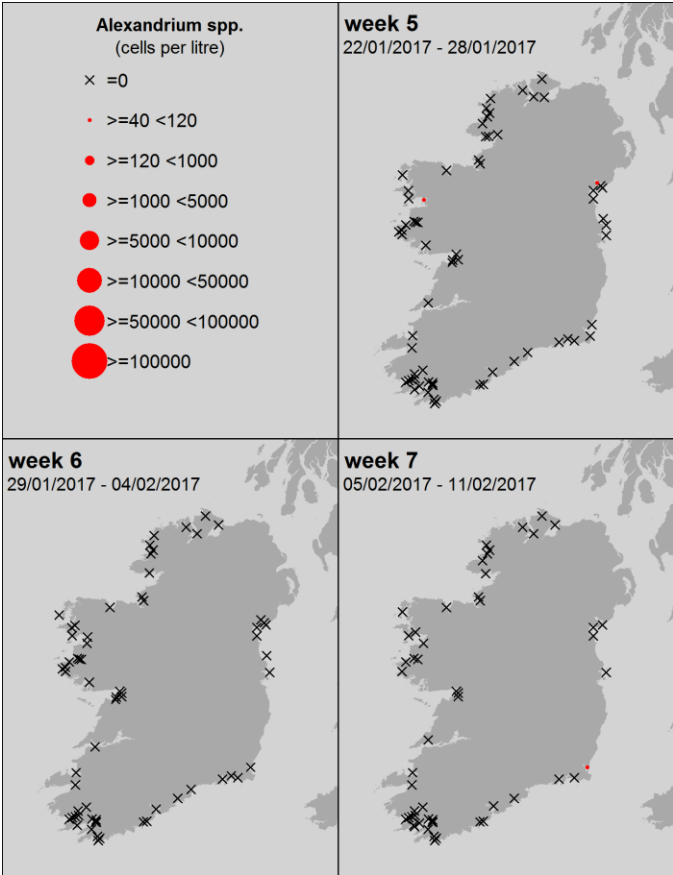 Alexandrium spp.
(cells per litre)
=0
>=40 <120
>=120 <1000
>=1000 <5000
>=5000 <10000
>=10000 <50000
>=50000 <100000
>=100000
week 5
22/01/2017 - 28/01/2017
week 6
29/01/2017 - 04/02/2017
week 7
05/02/2017 - 11/02/2017